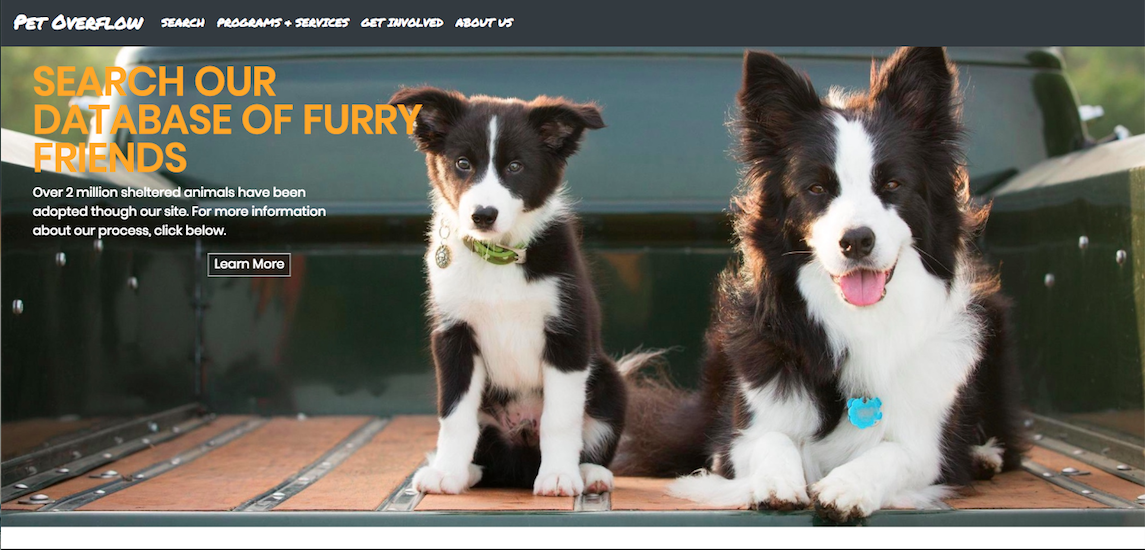 Pet Overflow SEARCH PROGRAMS + SERVICES GET INVOLVED ABOUT US
SEARCH OUR
DATABASE OF FURRY
FRIENDS
Over 2 million sheltered animals have been
adopted though our site. For more information
about our process, click below.
Learn More